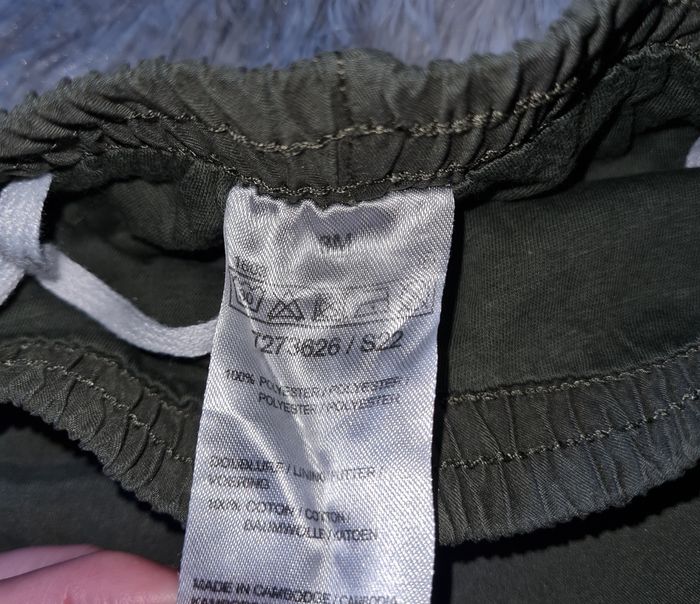 T273626 / S22
100% POLYESTER / POLYESTER /
POLYESTER / POLYESTER
DOUBLURE / LINING / FUTTER /
VOERING
100% COTON / COTTON
BAUMWOLLE / KATOEN
MADE IN CAMBODGE / CAMBODIA